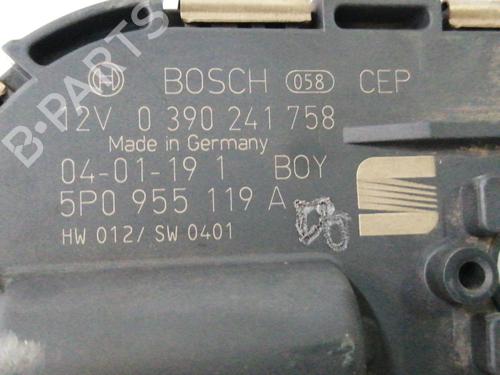 B-PARTS
BOSCH 058 CEP
12V 0 390 241 758
Made in Germany
04-01-19 1 BOY
5P0 955 119 A
HW 012/ SW 0401